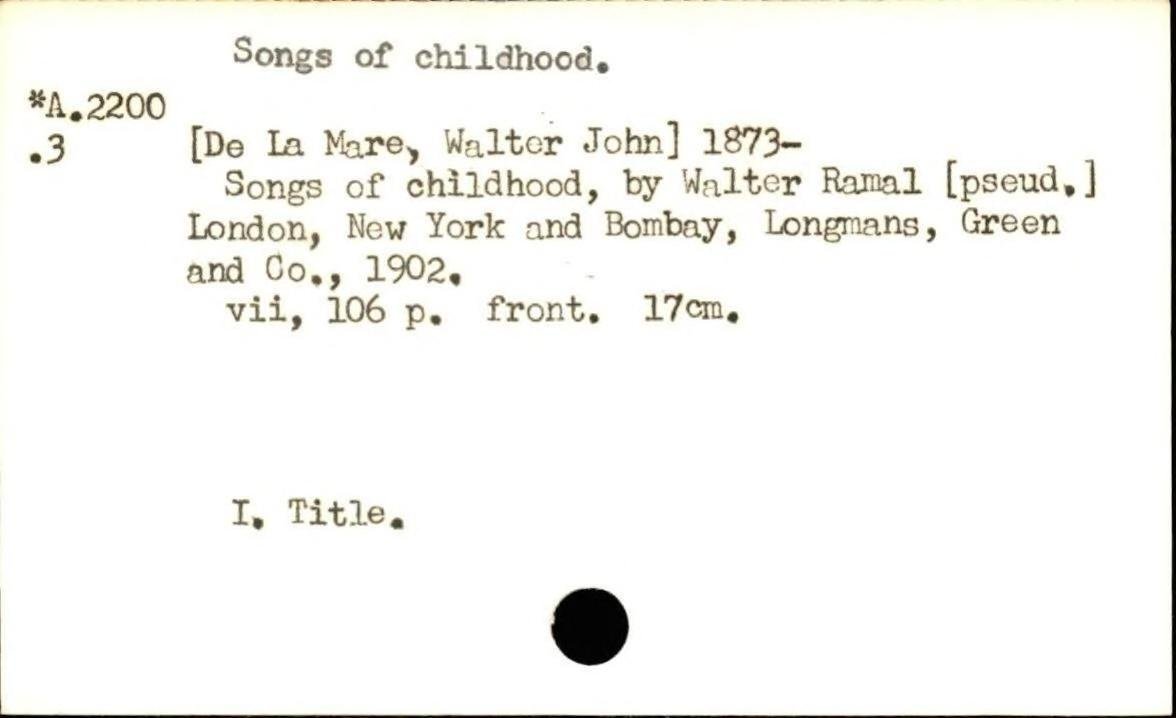 Songs of childhood.
*A.2200
.3
[De La Mare, Walter John] 1873-
Songs of childhood, by Walter Ramal [pseud.]
London, New York and Bombay, Longmans, Green
and Co., 1902.
vii, 106 p. front. 17cm.
I. Title.